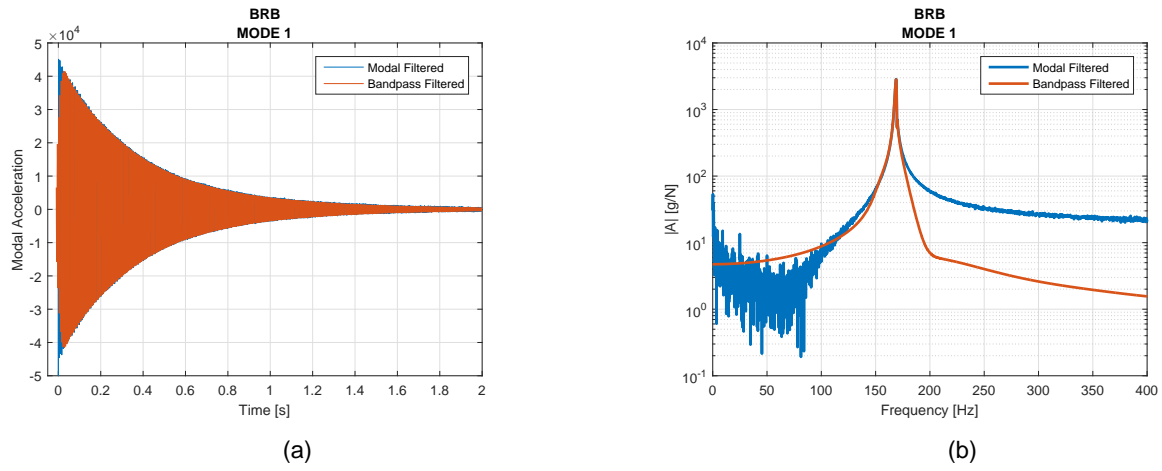 BRB
MODE 1
×10^4
5
4
3
2
1
0
-1
-2
-3
-4
-5
Modal Acceleration
0 0.2 0.4 0.6 0.8 1 1.2 1.4 1.6 1.8 2
Time [s]
Modal Filtered
Bandpass Filtered
(a)
BRB
MODE 1
10^4
10^3
10^2
10^1
10^0
10^-1
|A| [g/N]
0 50 100 150 200 250 300 350 400
Frequency [Hz]
Modal Filtered
Bandpass Filtered
(b)